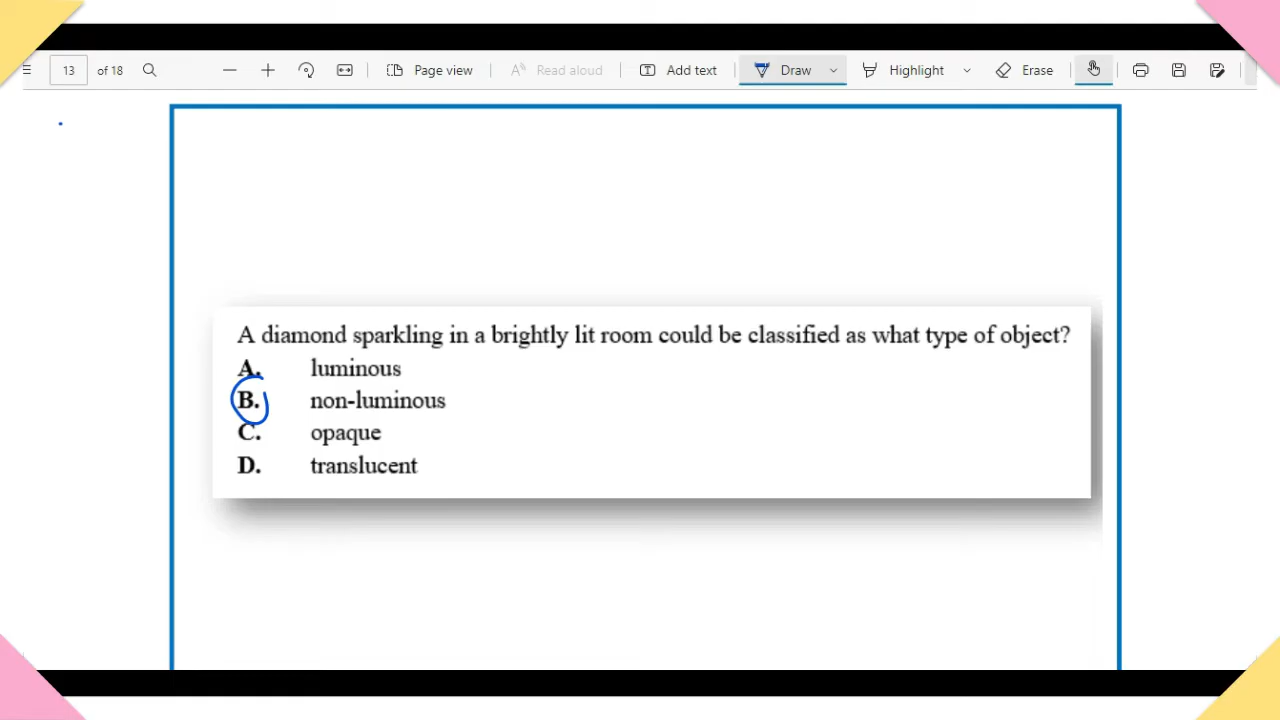 13 of 18 Page view Read aloud Add text Draw Highlight Erase
A diamond sparkling in a brightly lit room could be classified as what type of object?
A. luminous
B. non-luminous
C. opaque
D. translucent